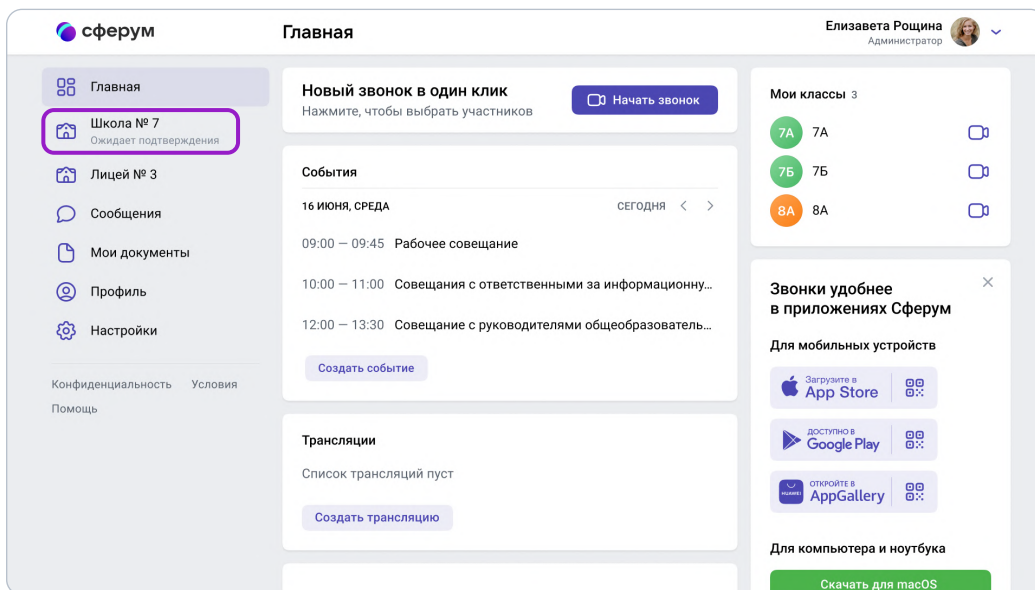 сферум
Главная
Елизавета Рощина
Администратор
Главная
Школа № 7
Ожидает подтверждения
Лицей № 3
Сообщения
Мои документы
Профиль
Настройки
Конфиденциальность Условия
Помощь
Новый звонок в один клик
Нажмите, чтобы выбрать участников
Начать звонок
События
16 ИЮНЯ, СРЕДА СЕГОДНЯ
09:00 — 09:45 Рабочее совещание
10:00 — 11:00 Совещания с ответственными за информационну...
12:00 — 13:30 Совещание с руководителями общеобразователь...
Создать событие
Трансляции
Список трансляций пуст
Создать трансляцию
Мои классы 3
7А 7А
7Б 7Б
8А 8А
Звонки удобнее
в приложениях Сферум
Для мобильных устройств
Загрузите в
App Store
ДОСТУПНО В
Google Play
HUAWEI
ОТКРОЙТЕ В
AppGallery
Для компьютера и ноутбука
Скачать для macOS